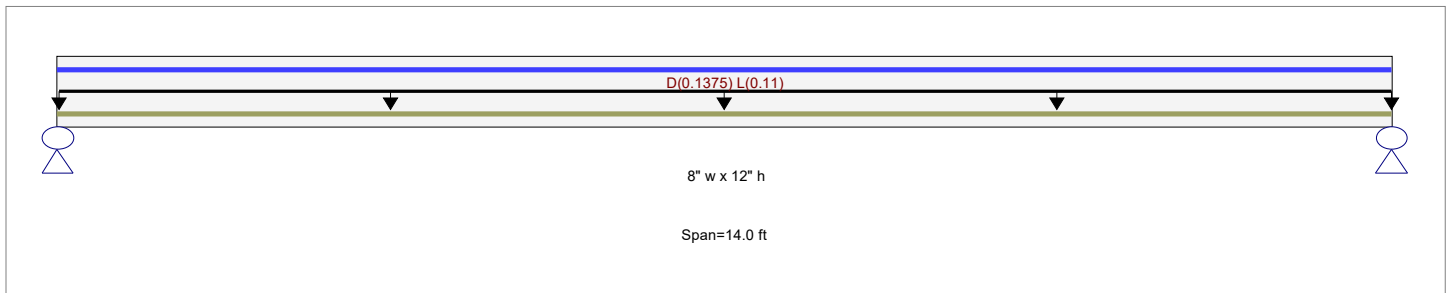 D(0.1375) L(0.11)
8" w x 12" h
Span=14.0 ft